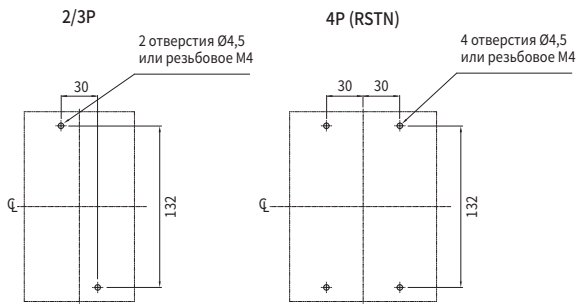 2/3P
2 отверстия Ø4,5
или резьбовое M4
30
132
℄
4P (RSTN)
4 отверстия Ø4,5
или резьбовое M4
30
30
132
℄